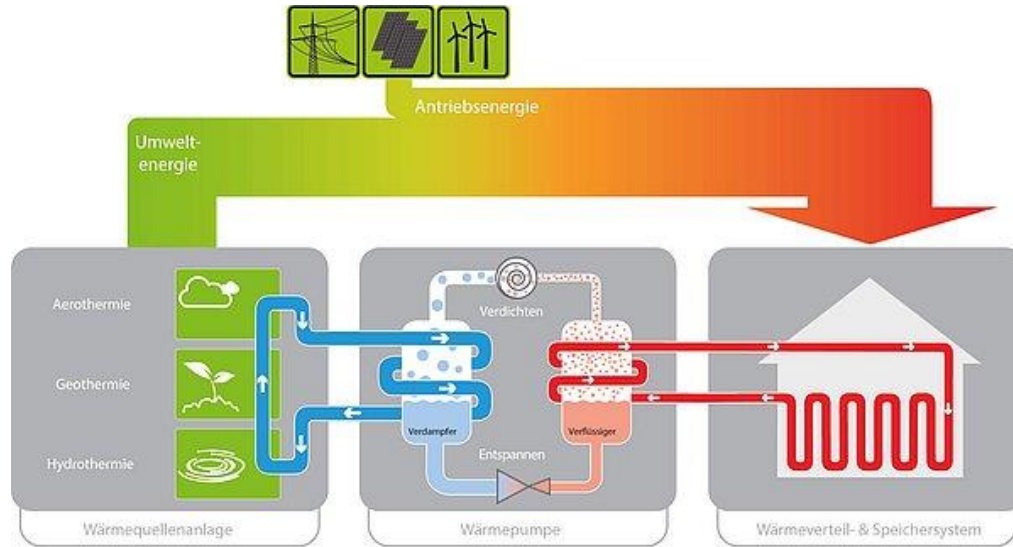 Antriebsenergie
Umwelt-
energie
Aerothermie
Geothermie
Hydrothermie
Verdichten
Verdampfer
Verflüssiger
Entspannen
Wärmequellenanlage
Wärmepumpe
Wärmeverteil- & Speichersystem